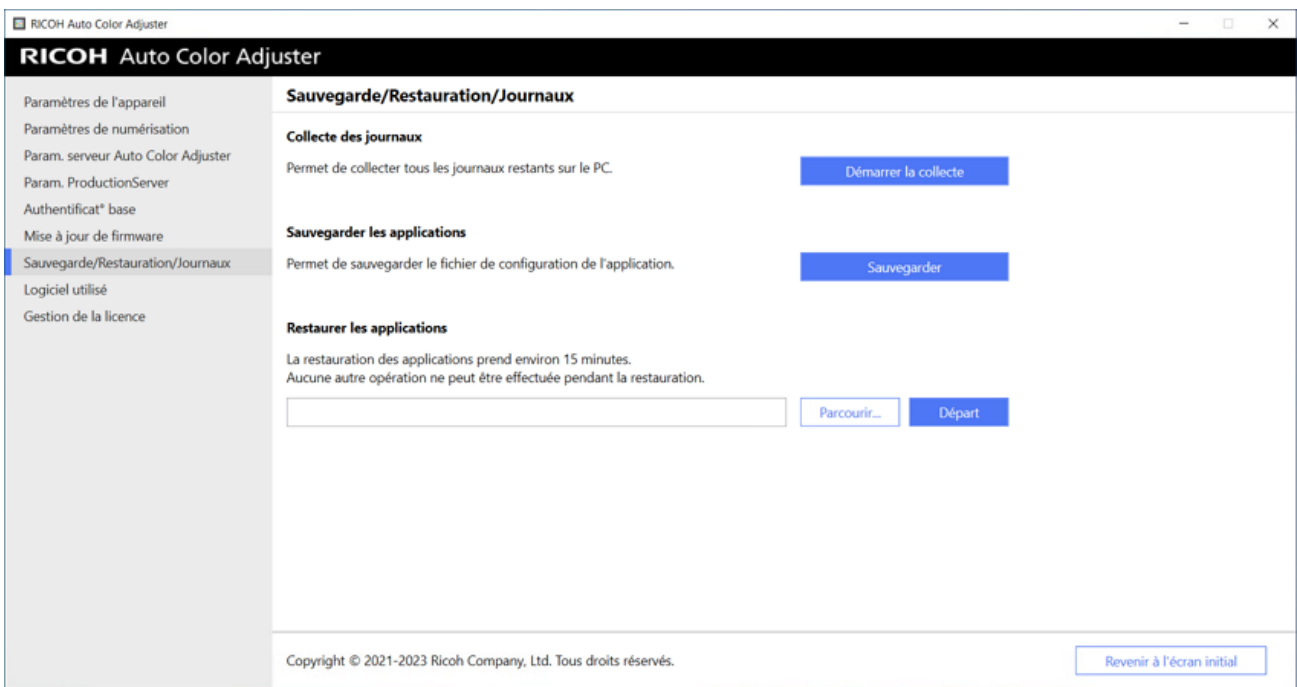 RICOH Auto Color Adjuster
RICOH Auto Color Adjuster
Paramètres de l'appareil
Paramètres de numérisation
Param. serveur Auto Color Adjuster
Param. ProductionServer
Authentificat° base
Mise à jour de firmware
Sauvegarde/Restauration/Journaux
Logiciel utilisé
Gestion de la licence
Sauvegarde/Restauration/Journaux
Collecte des journaux
Permet de collecter tous les journaux restants sur le PC.
Démarrer la collecte
Sauvegarder les applications
Permet de sauvegarder le fichier de configuration de l'application.
Sauvegarder
Restaurer les applications
La restauration des applications prend environ 15 minutes.
Aucune autre opération ne peut être effectuée pendant la restauration.
Parcourir...
Départ
Copyright © 2021-2023 Ricoh Company, Ltd. Tous droits réservés.
Revenir à l'écran initial